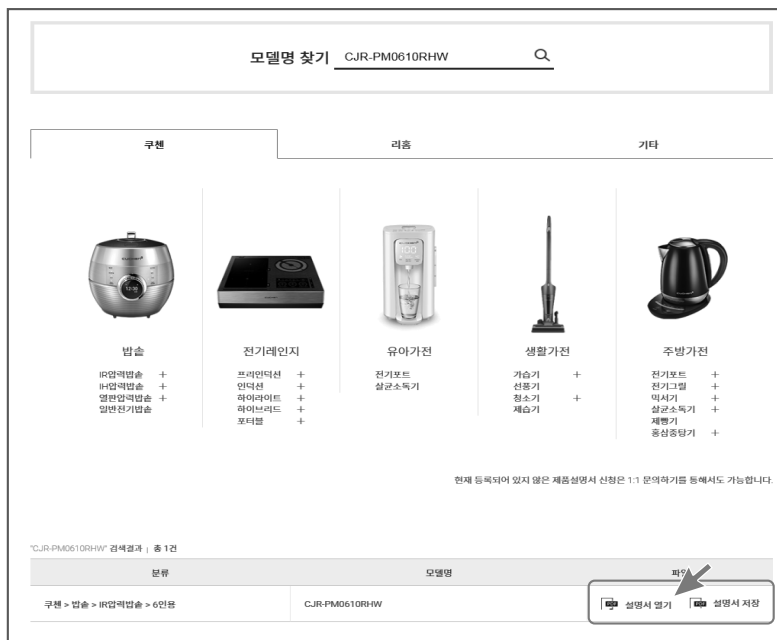 모델명 찾기 CJR-PM0610RHW
쿠첸 리홈 기타
밥솥 전기레인지 유아가전 생활가전 주방가전
IR압력밥솥 +
IH압력밥솥 +
열판압력밥솥 +
일반전기밥솥
프리인덕션 +
인덕션 +
하이라이트 +
하이브리드 +
포터블 +
전기포트
살균소독기
가습기 +
선풍기
청소기 +
제습기
전기포트 +
전기그릴 +
믹서기 +
살균소독기 +
제빵기
홍삼중탕기 +
현재 등록되어 있지 않은 제품설명서 신청은 1:1 문의하기를 통해서도 가능합니다.
"CJR-PM0610RHW" 검색결과 | 총 1건
분류 모델명
쿠첸 > 밥솥 > IR압력밥솥 > 6인용 CJR-PM0610RHW PDF 설명서 열기 PDF 설명서 저장